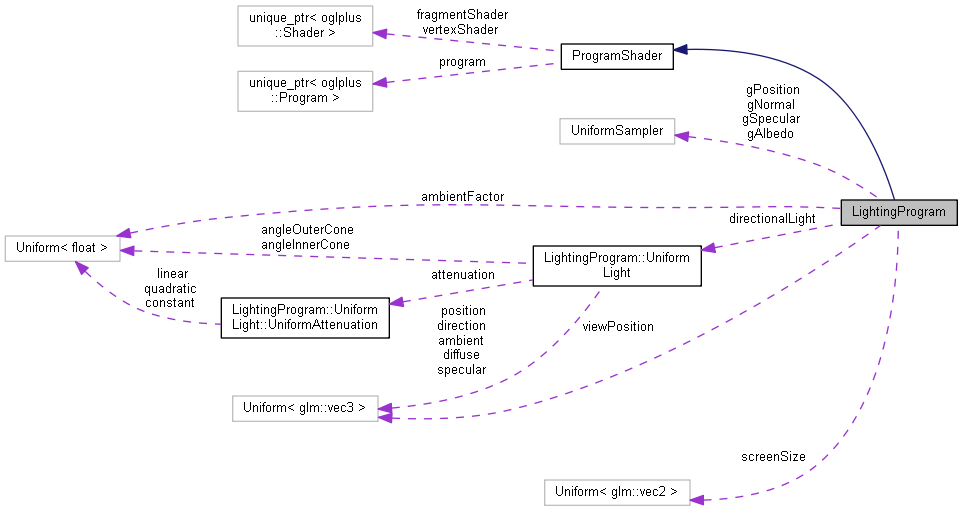 unique_ptr< oglplus
::Shader >
fragmentShader
vertexShader
ProgramShader
program
unique_ptr< oglplus
::Program >
gPosition
gNormal
gSpecular
gAlbedo
UniformSampler
LightingProgram
ambientFactor
directionalLight
Uniform< float >
angleOuterCone
angleInnerCone
LightingProgram::Uniform
Light
attenuation
linear
quadratic
constant
LightingProgram::Uniform
Light::UniformAttenuation
position
direction
ambient
diffuse
specular
viewPosition
Uniform< glm::vec3 >
screenSize
Uniform< glm::vec2 >